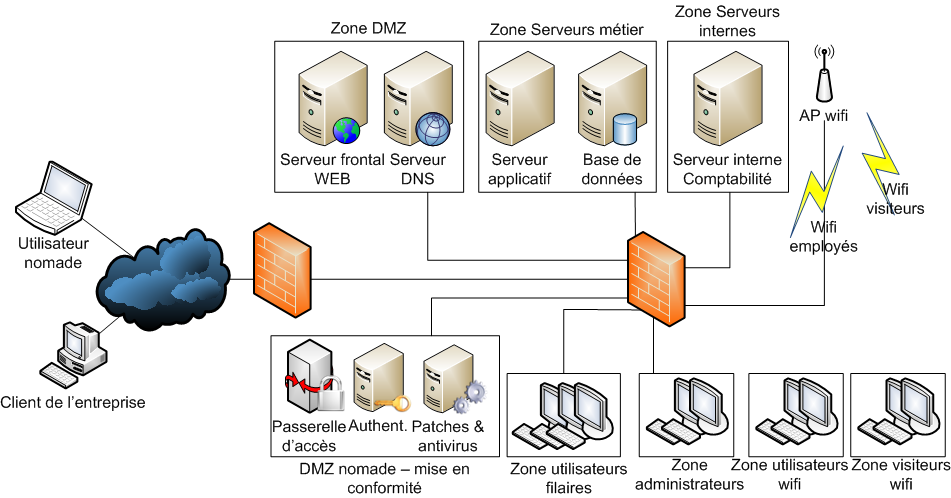 Zone DMZ
Zone Serveurs métier
Zone Serveurs
internes
Serveur frontal
WEB
Serveur
DNS
Serveur
applicatif
Base de
données
Serveur interne
Comptabilité
AP wifi
Wifi
visiteurs
Wifi
employés
Utilisateur
nomade
Client de l’entreprise
Passerelle
d’accès
Authent.
Patches &
antivirus
DMZ nomade – mise en
conformité
Zone utilisateurs
filaires
Zone
administrateurs
Zone utilisateurs
wifi
Zone visiteurs
wifi